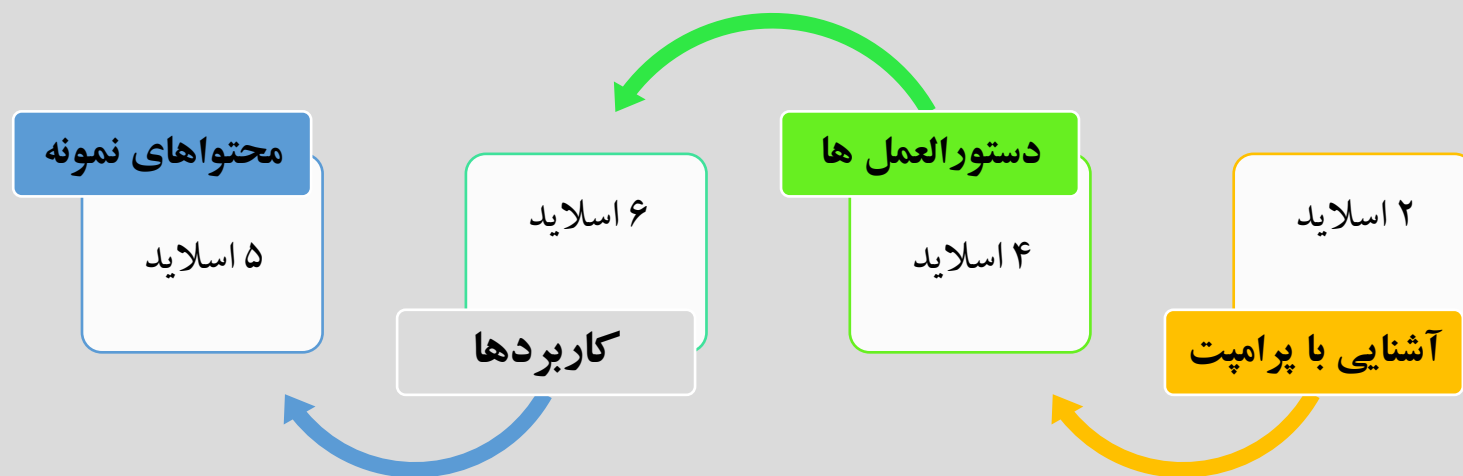 ۲ اسلاید
آشنایی با پرامپت
دستورالعمل ها
۴ اسلاید
۶ اسلاید
کاربردها
محتواهای نمونه
۵ اسلاید